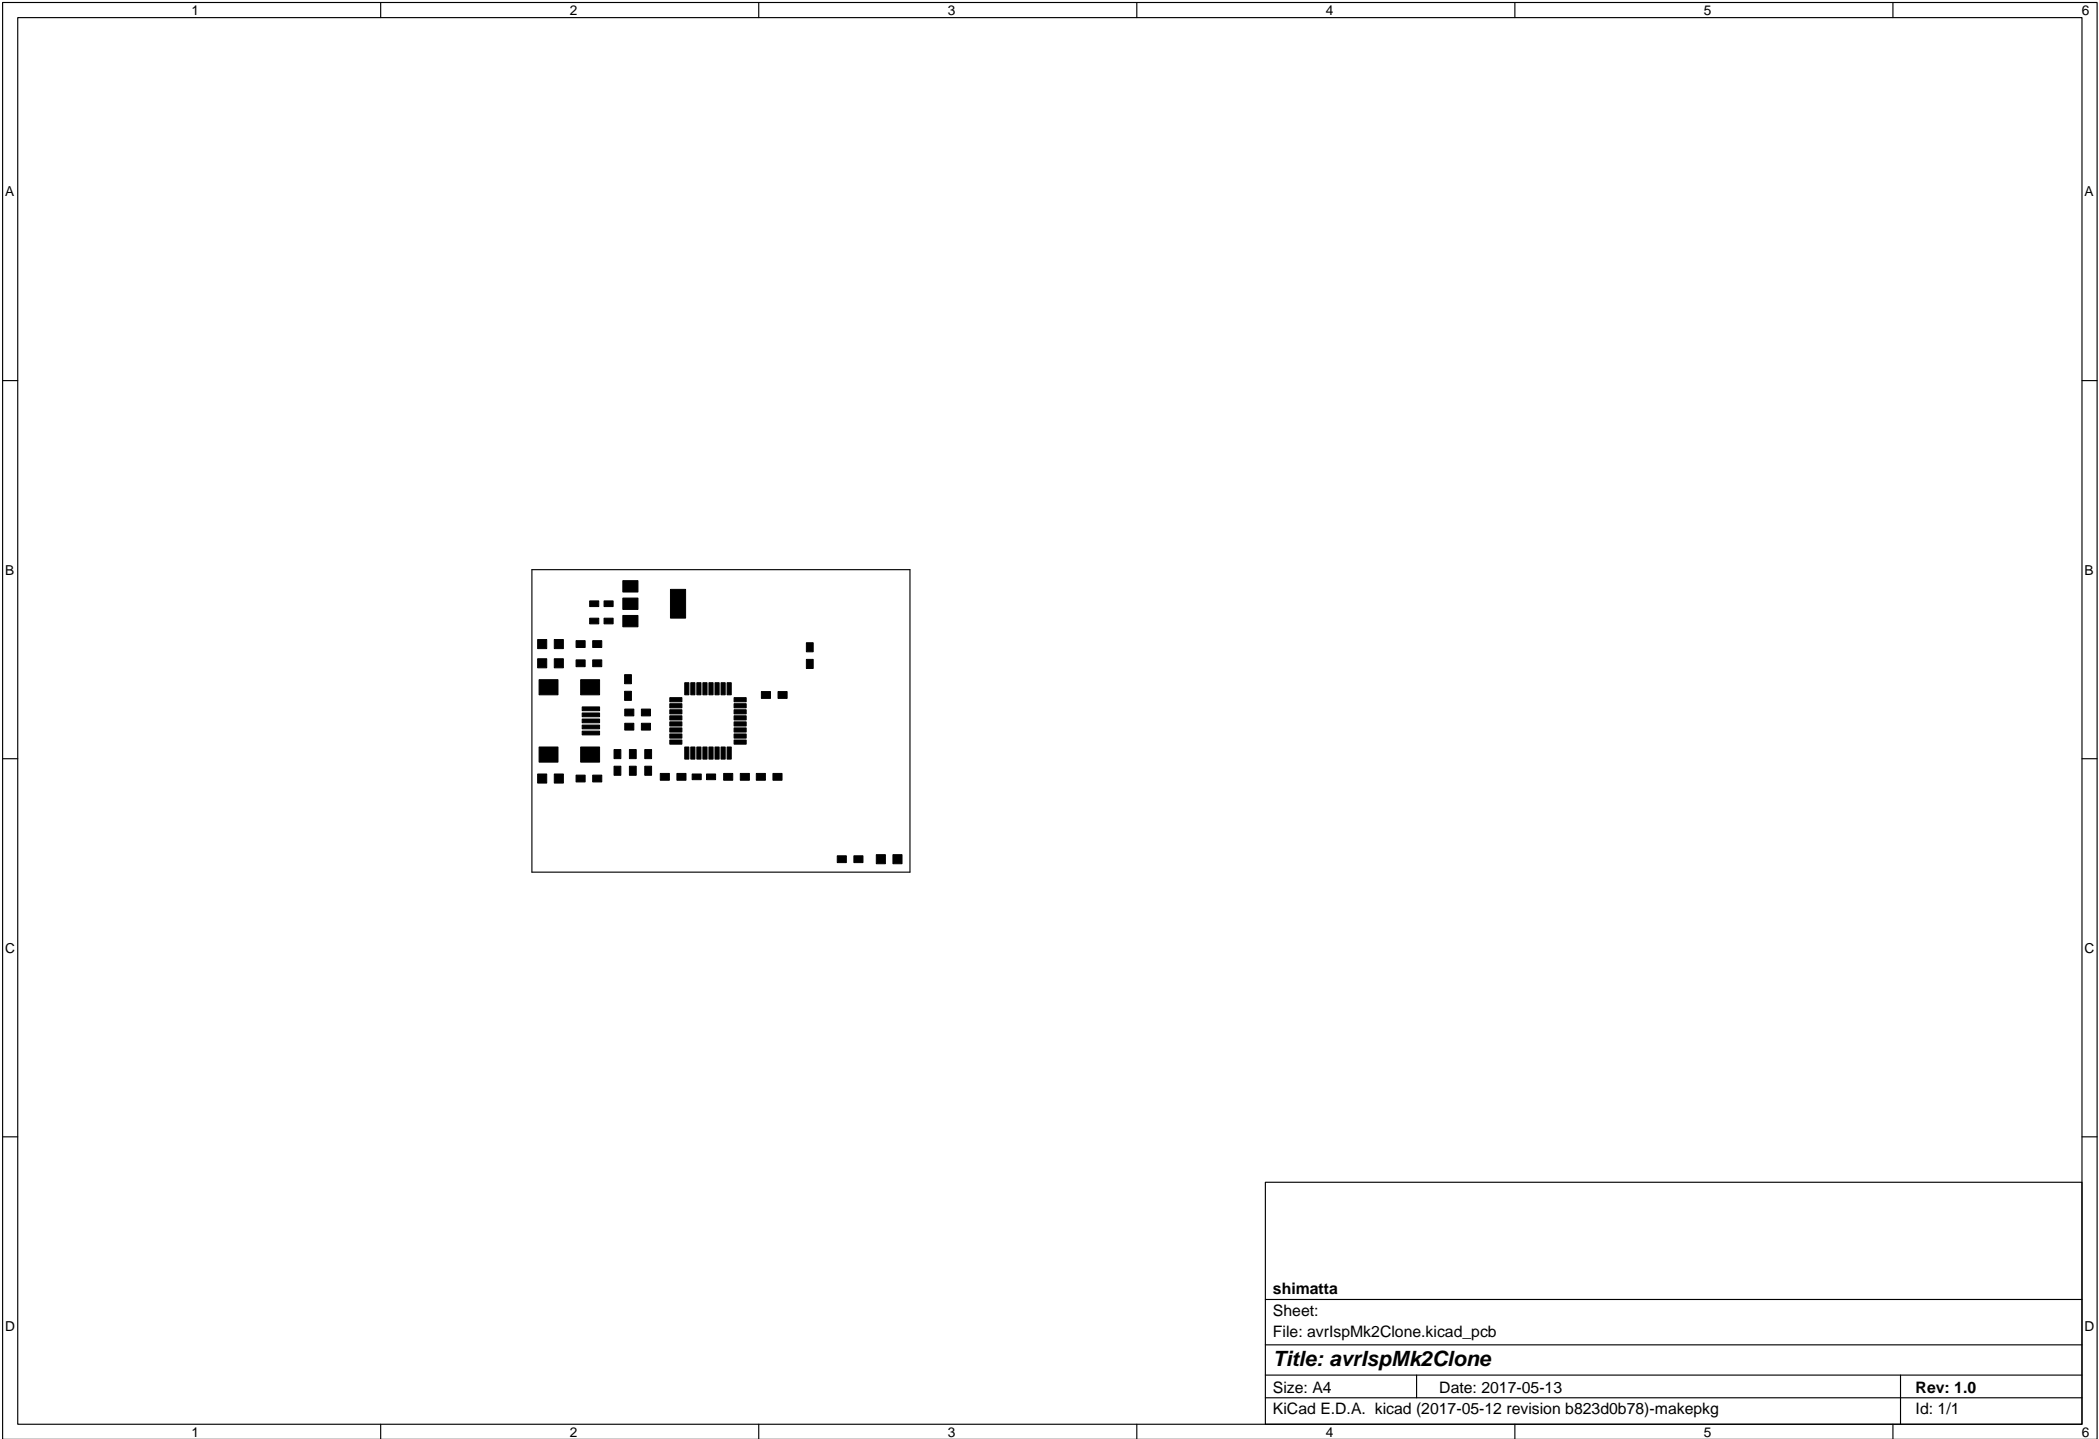 1 2 3 4 5 6
A A
B B
C C
shimatta
Sheet:
File: avrIspMk2Clone.kicad_pcb
D D
Title: avrIspMk2Clone
Size: A4 Date: 2017-05-13 Rev: 1.0
KiCad E.D.A. kicad (2017-05-12 revision b823d0b78)-makepkg Id: 1/1
1 2 3 4 5 6